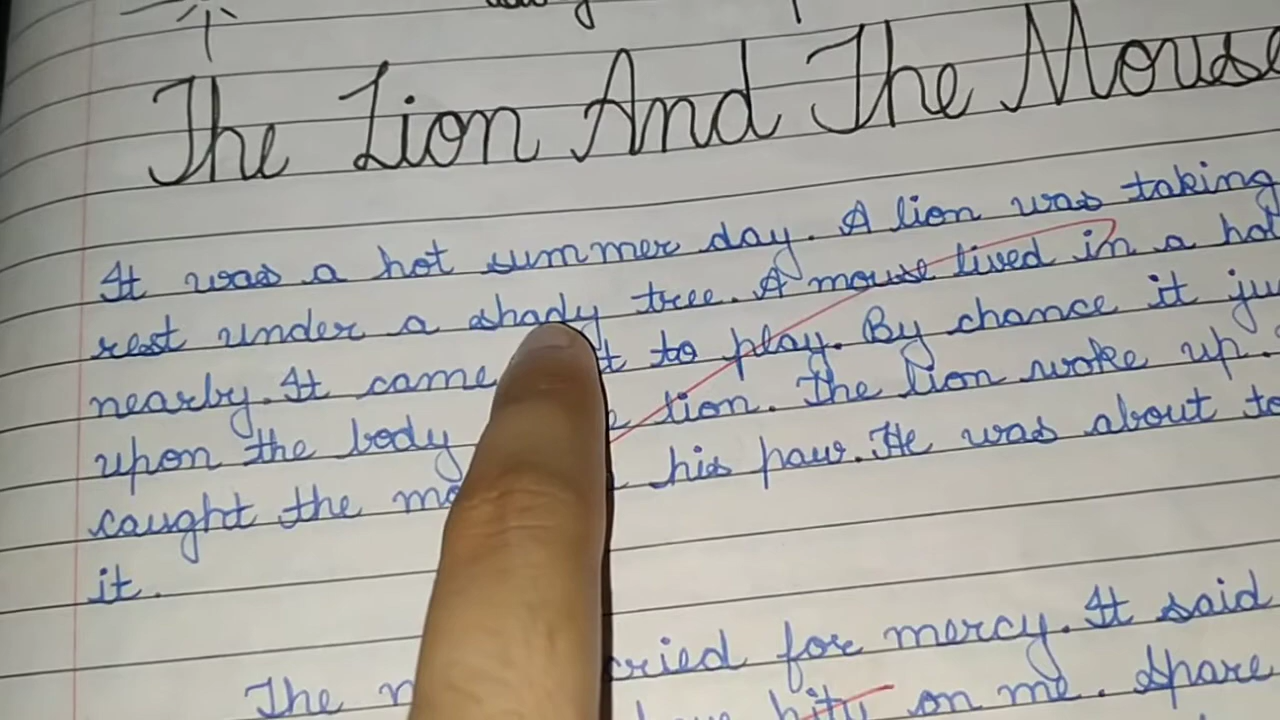 The Lion And The Mouse
It was a hot summer day. A lion was taking
rest under a shady tree. A mouse lived in a
nearby. It came to play. By chance it
upon the body lion. The lion woke up.
caught the his paw. He was about to
it.
The cried for mercy. It said
on me. Spare